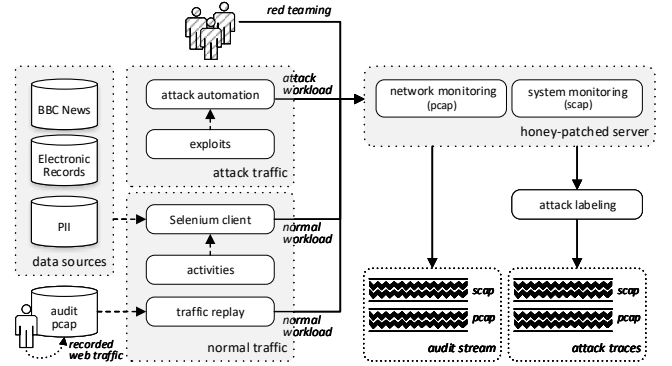 red teaming
attack
workload
attack automation
exploits
attack traffic
BBC News
Electronic
Records
PII
data sources
Selenium client
normal
workload
activities
traffic replay
normal
workload
normal traffic
audit
pcap
recorded
web traffic
network monitoring
(pcap)
system monitoring
(scap)
honey-patched server
attack labeling
scap
pcap
audit stream
scap
pcap
attack traces